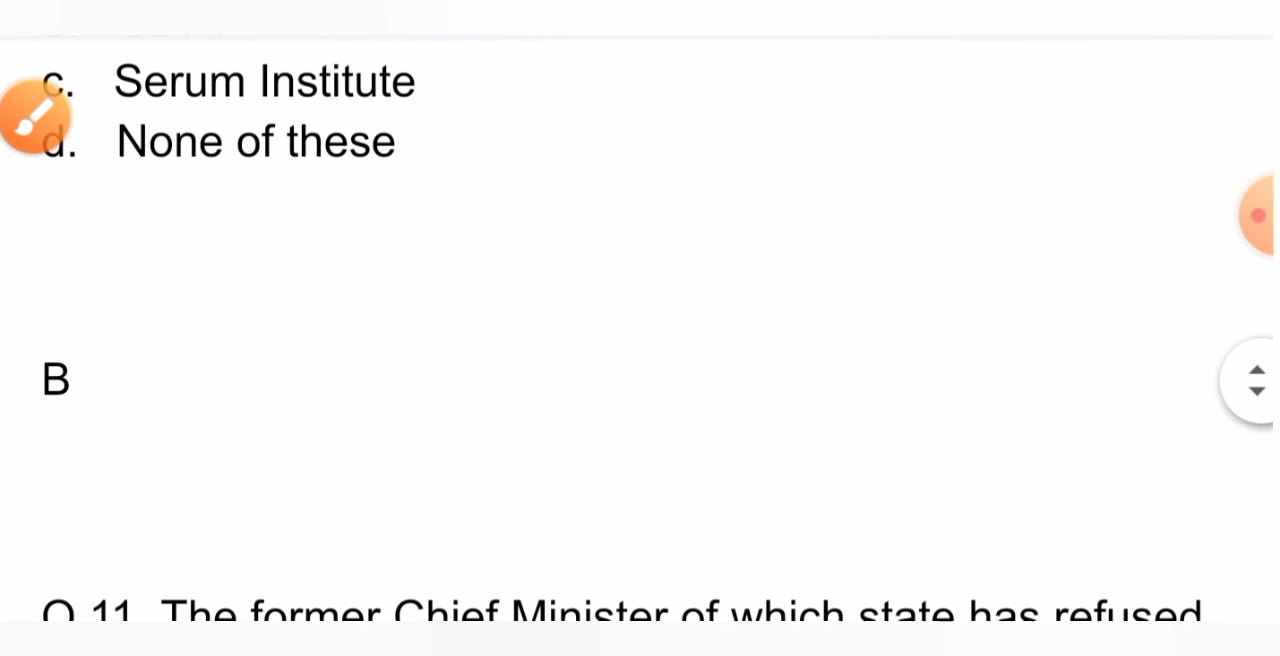 c. Serum Institute
d. None of these
B
Q 11 The former Chief Minister of which state has refused